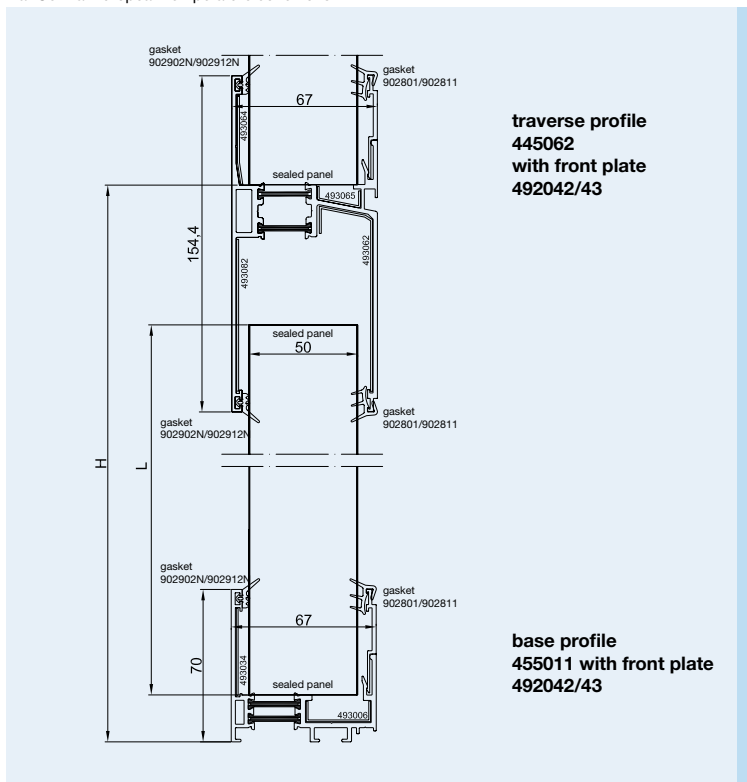 gasket
902902N/902912N
gasket
902801/902811
67
493064
sealed panel
493065
traverse profile
445062
with front plate
492042/43
154,4
493082
493062
sealed panel
50
gasket
902902N/902912N
gasket
902801/902811
H
L
gasket
902902N/902912N
gasket
902801/902811
67
70
493034
sealed panel
493006
base profile
455011 with front plate
492042/43